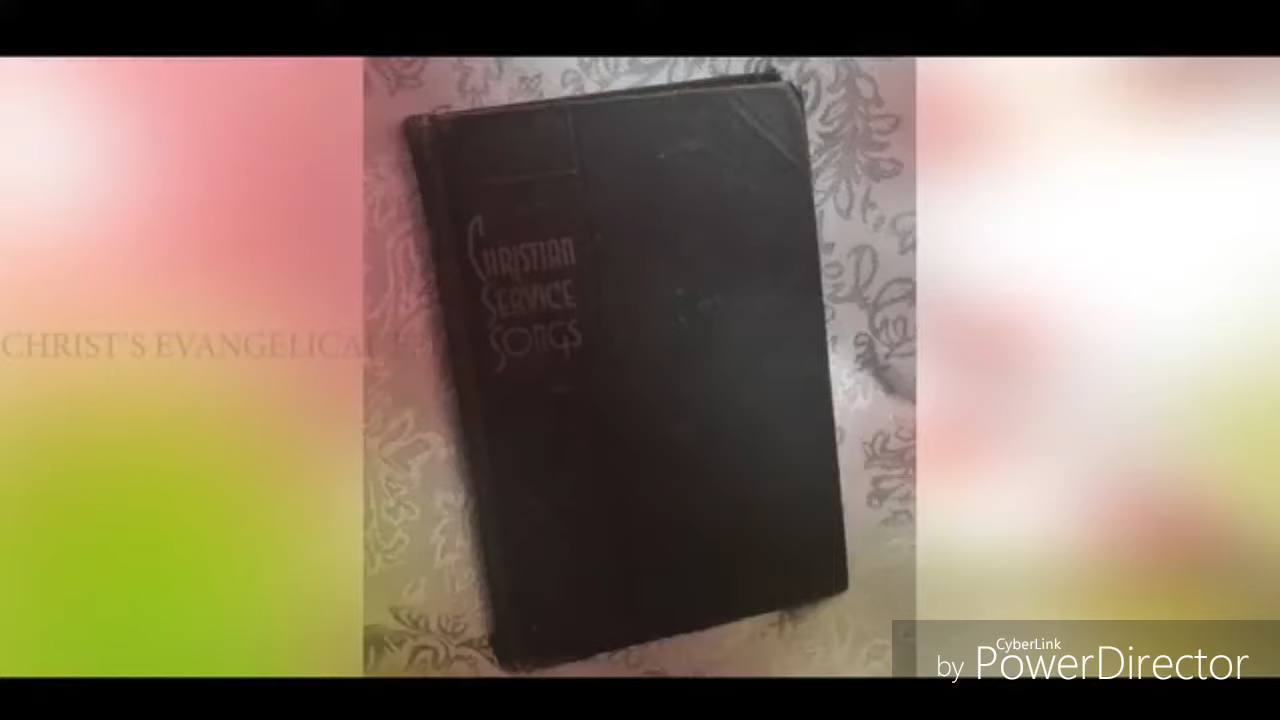 CHRISTIAN
SERVICE
SONGS
CHRIST'S EVANGELICAL
CyberLink
by PowerDirector